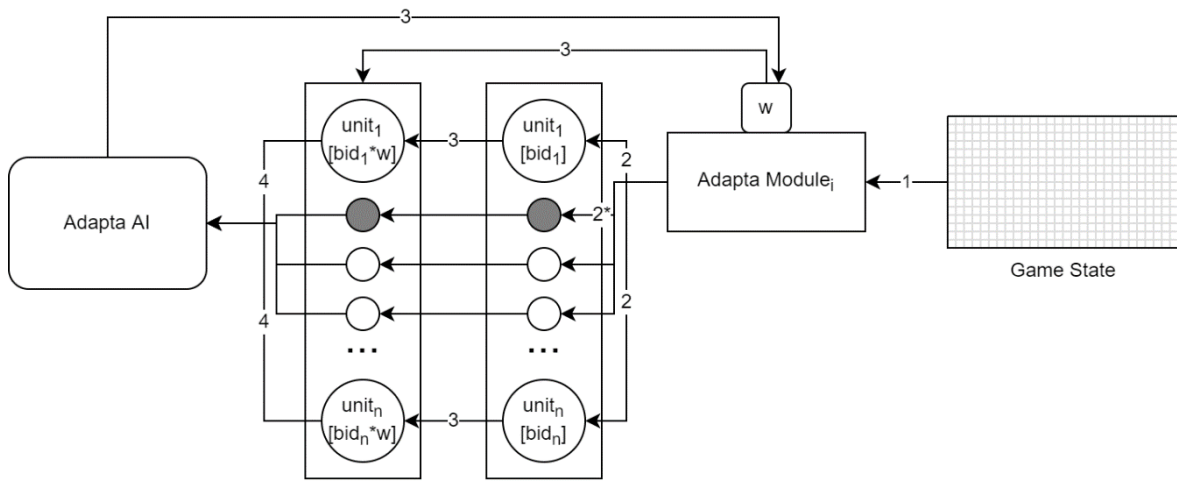 3
3
w
unit₁
[bid₁*w]
3
unit₁
[bid₁]
2
4
Adapta Moduleᵢ
1
Adapta AI
2*
Game State
4
2
...
...
unitₙ
[bidₙ*w]
3
unitₙ
[bidₙ]